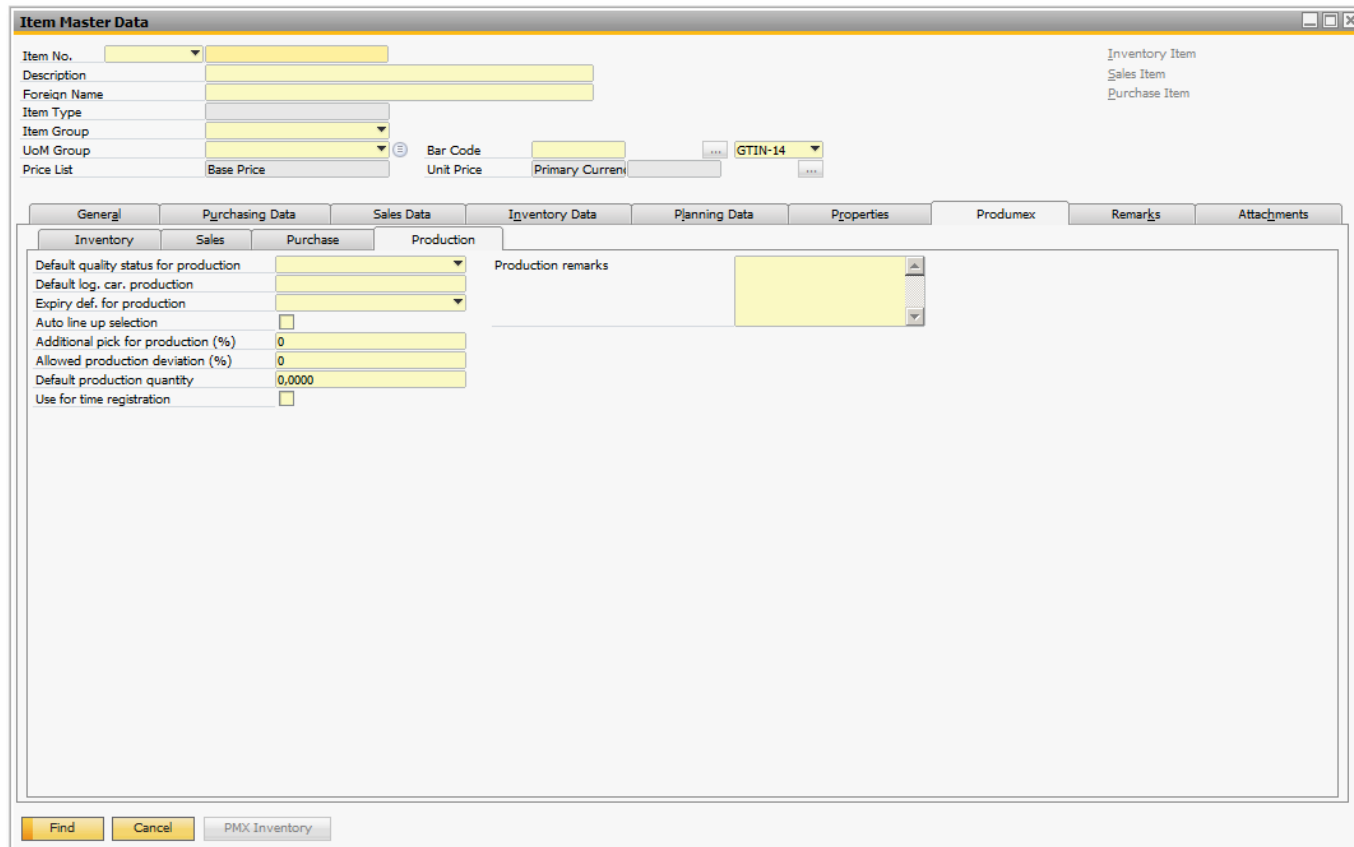 Item Master Data
Item No.
Inventory Item
Description
Sales Item
Foreign Name
Purchase Item
Item Type
Item Group
UoM Group Bar Code ... GTIN-14
Price List Base Price Unit Price Primary Curren ...
General Purchasing Data Sales Data Inventory Data Planning Data Properties Produmex Remarks Attachments
Inventory Sales Purchase Production
Default quality status for production Production remarks
Default log. car. production
Expiry def. for production
Auto line up selection
Additional pick for production (%) 0
Allowed production deviation (%) 0
Default production quantity 0,0000
Use for time registration
Find Cancel PMX Inventory